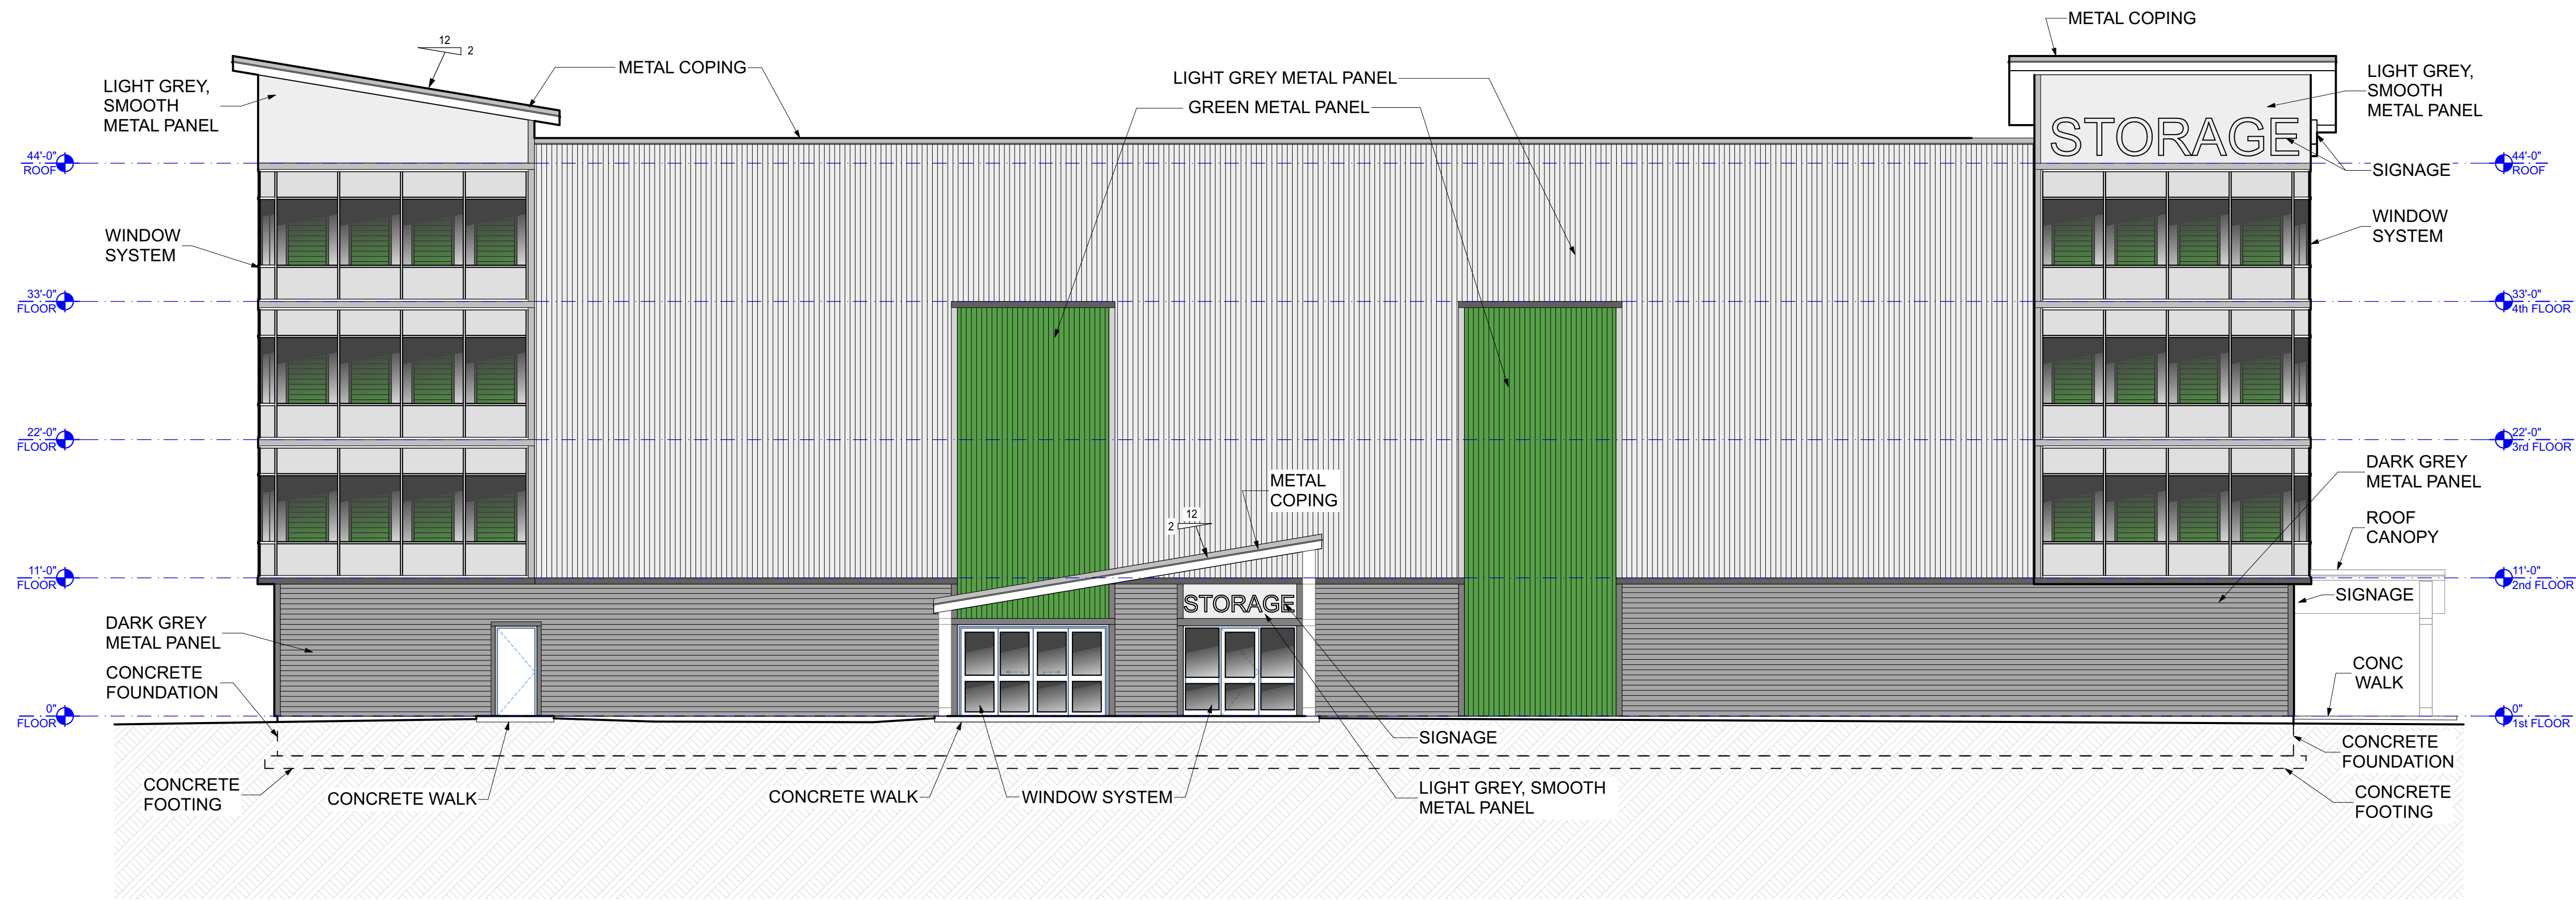 METAL COPING
12
2
METAL COPING
LIGHT GREY METAL PANEL
GREEN METAL PANEL
LIGHT GREY,
SMOOTH
METAL PANEL
LIGHT GREY,
SMOOTH
METAL PANEL
STORAGE
44'-0"
ROOF
44'-0"
ROOF
SIGNAGE
WINDOW
SYSTEM
WINDOW
SYSTEM
33'-0"
FLOOR
33'-0"
4th FLOOR
22'-0"
FLOOR
22'-0"
3rd FLOOR
METAL
COPING
12
2
DARK GREY
METAL PANEL
ROOF
CANOPY
11'-0"
FLOOR
11'-0"
2nd FLOOR
SIGNAGE
STORAGE
DARK GREY
METAL PANEL
CONCRETE
FOUNDATION
CONC
WALK
0"
FLOOR
0"
1st FLOOR
SIGNAGE
CONCRETE
FOUNDATION
CONCRETE
FOOTING
CONCRETE WALK
CONCRETE WALK
WINDOW SYSTEM
LIGHT GREY, SMOOTH
METAL PANEL
CONCRETE
FOOTING